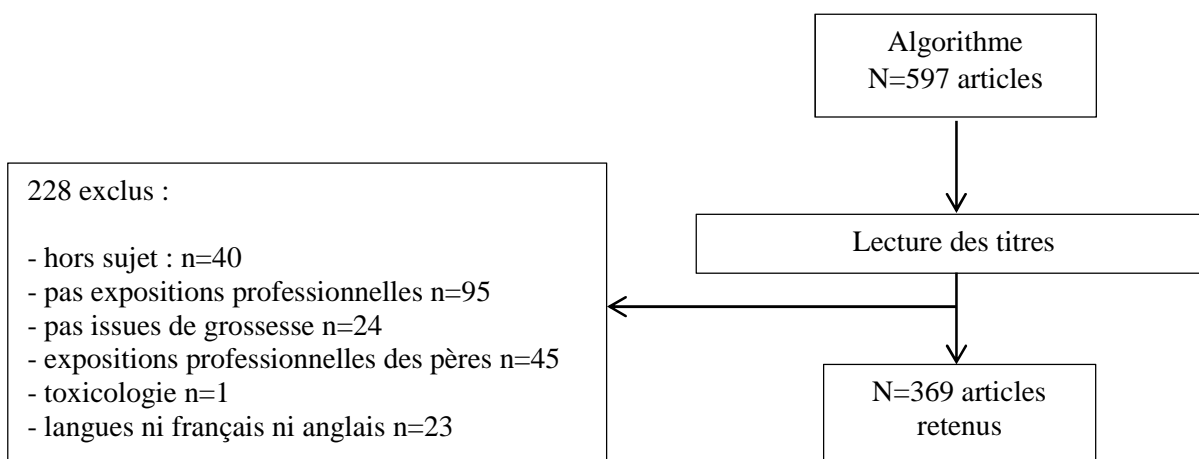 Algorithme
N=597 articles
Lecture des titres
228 exclus :
- hors sujet : n=40
- pas expositions professionnelles n=95
- pas issues de grossesse n=24
- expositions professionnelles des pères n=45
- toxicologie n=1
- langues ni français ni anglais n=23
N=369 articles
retenus